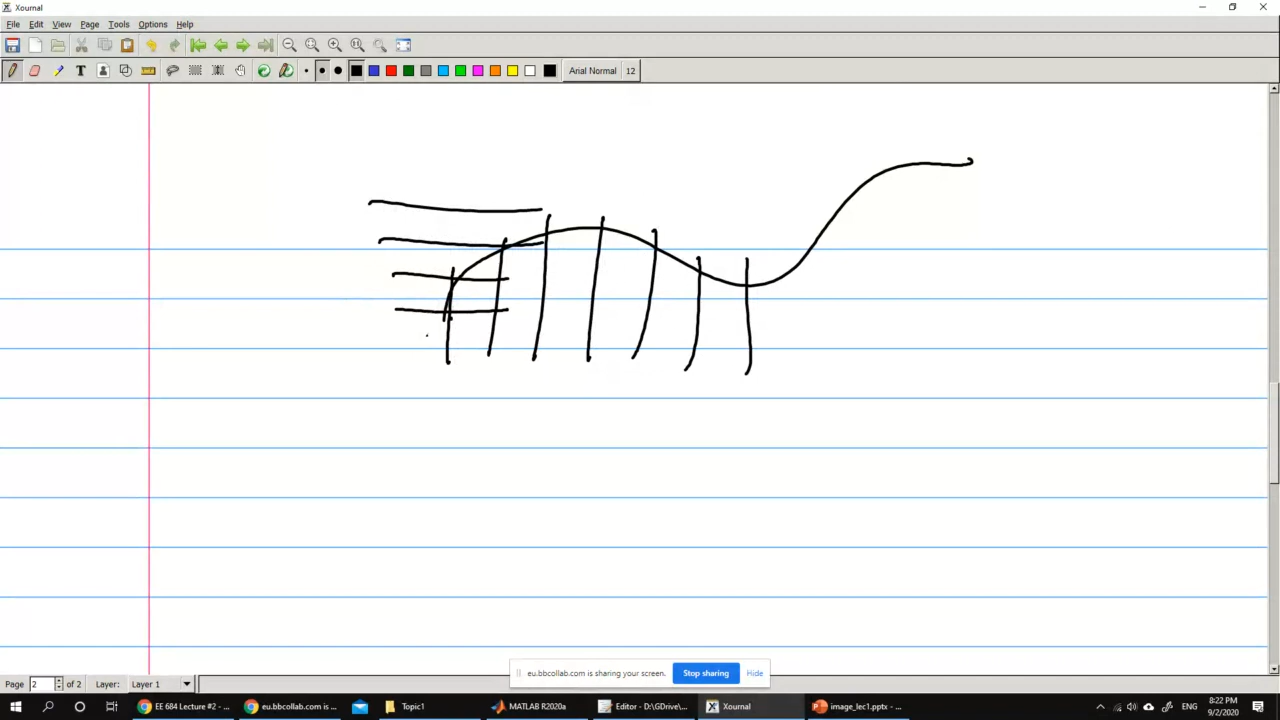 Xournal
File Edit View Page Tools Options Help
Arial Normal 12
eu.bbcollab.com is sharing your screen. Stop sharing Hide
Page 2 of 2 Layer: Layer 1
EE 684 Lecture #2 - ... eu.bbcollab.com is ... Topic1 MATLAB R2020a Editor - D:\GDrive\... Xournal image_lec1.pptx - ... ENG 8:22 PM
9/2/2020